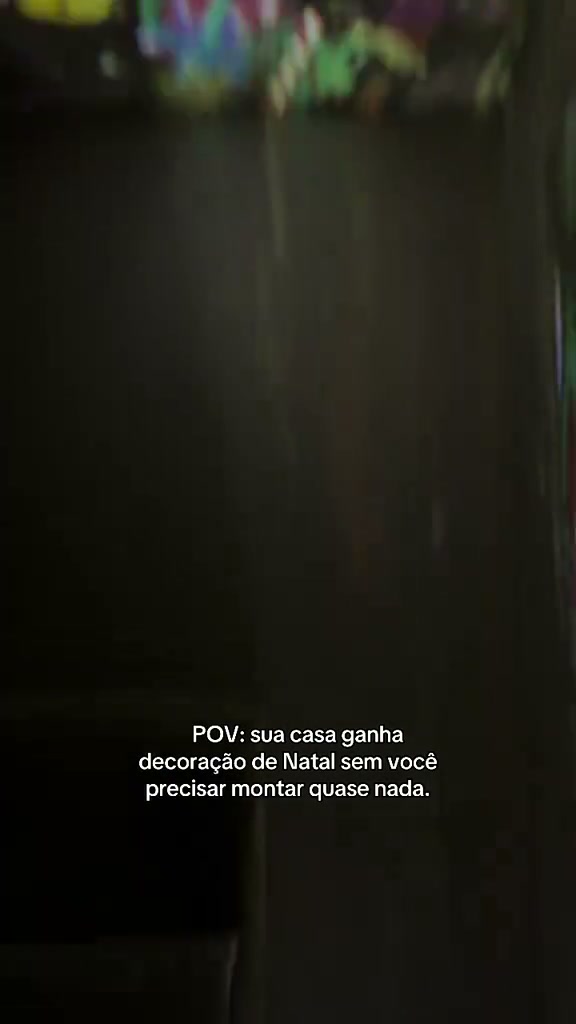 POV: sua casa ganha
decoração de Natal sem você
precisar montar quase nada.